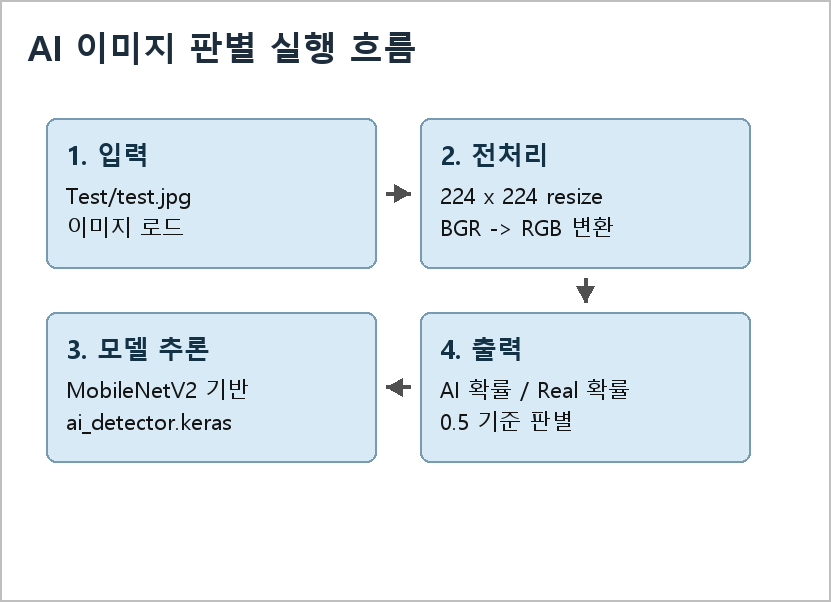 AI 이미지 판별 실행 흐름
1. 입력
Test/test.jpg
이미지 로드
2. 전처리
224 x 224 resize
BGR -> RGB 변환
3. 모델 추론
MobileNetV2 기반
ai_detector.keras
4. 출력
AI 확률 / Real 확률
0.5 기준 판별